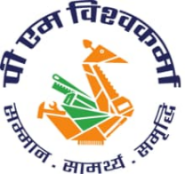 पी एम विश्वकर्मा
सम्मान . सामर्थ्य . समृद्धि